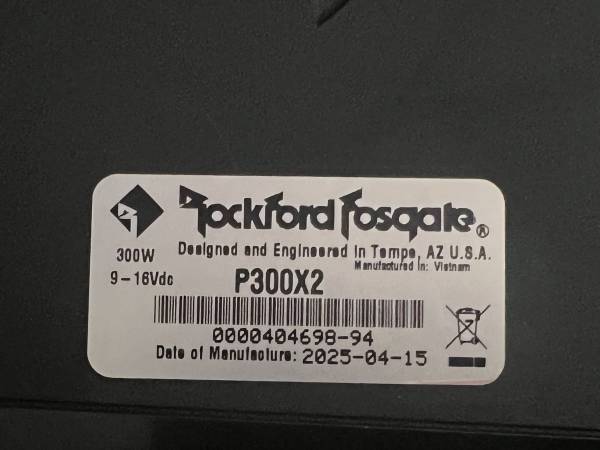 Rockford Fosgate®
300W Designed and Engineered in Tempe, AZ U.S.A.
Manufactured in: Vietnam
9-16Vdc P300X2
0000404698-94
Date of Manufacture: 2025-04-15